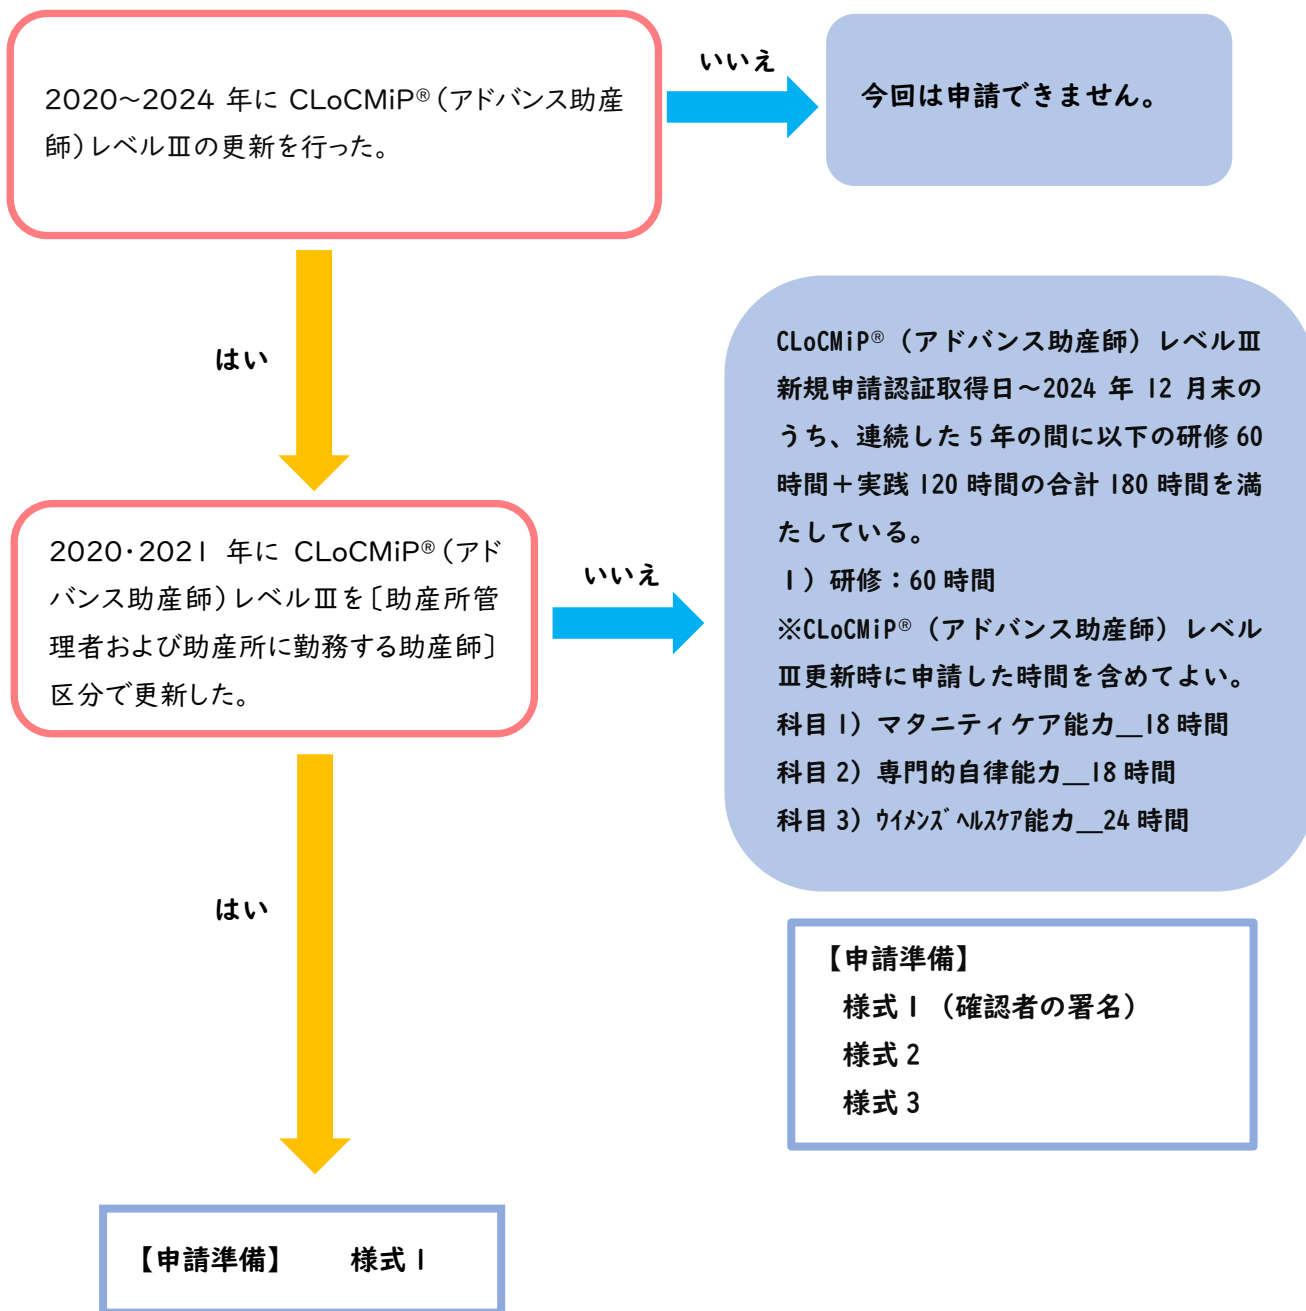 2020~2024 年に CLoCMiP®(アドバンス助産
師)レベルⅢの更新を行った。
いいえ
今回は申請できません。
はい
2020・2021 年に CLoCMiP®(アド
バンス助産師)レベルⅢを〔助産所管
理者および助産所に勤務する助産師〕
区分で更新した。
いいえ
CLoCMiP®(アドバンス助産師)レベルⅢ
新規申請認証取得日~2024 年 12 月末の
うち、連続した 5 年の間に以下の研修 60
時間+実践 120 時間の合計 180 時間を満
たしている。
1)研修:60 時間
※CLoCMiP®(アドバンス助産師)レベル
Ⅲ更新時に申請した時間を含めてよい。
科目 1)マタニティケア能力__18 時間
科目 2)専門的自律能力__18 時間
科目 3)ウイメンズヘルスケア能力__24 時間
はい
【申請準備】
様式 1(確認者の署名)
様式 2
様式 3
【申請準備】 様式 1